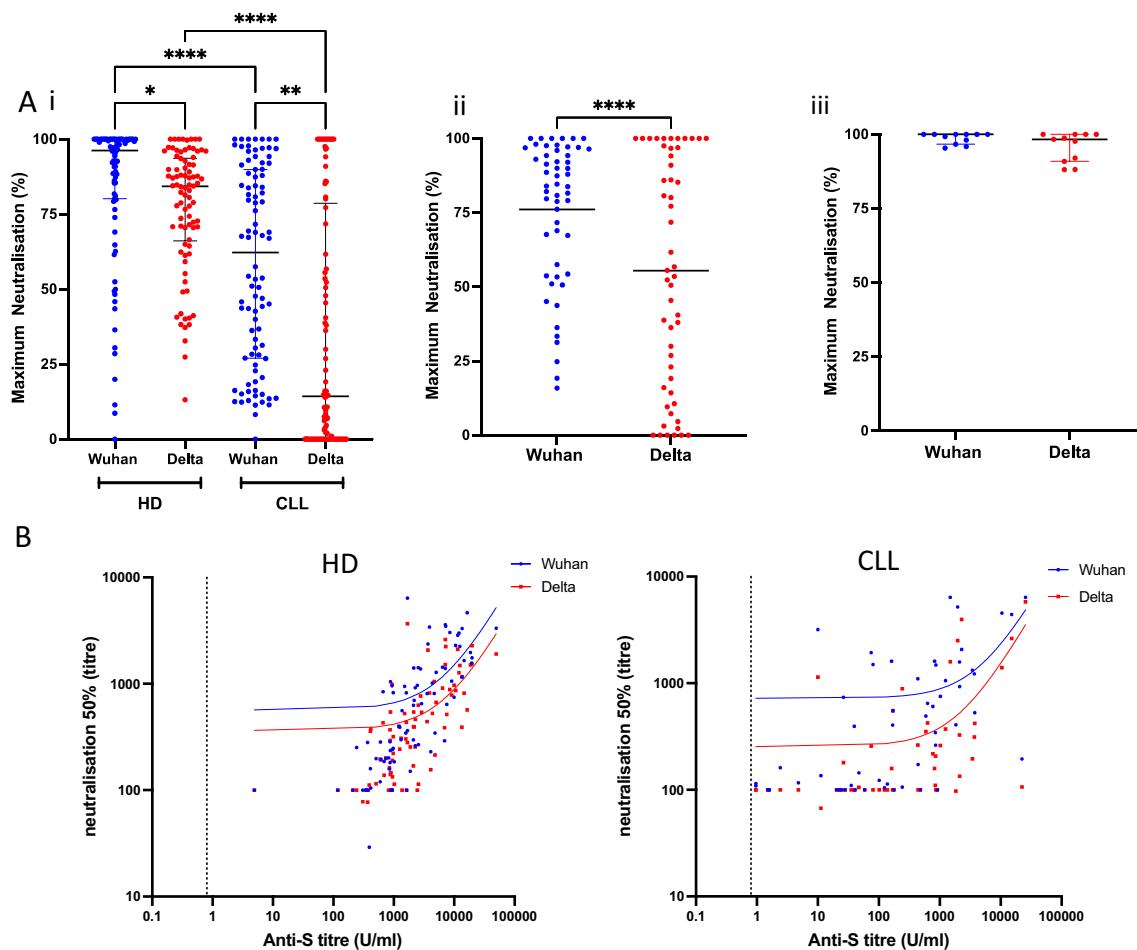 A i
****
****
*
**
Maximum Neutralisation (%)
100
75
50
25
0
Wuhan
Delta
Wuhan
Delta
HD
CLL
ii
****
Maximum Neutralisation (%)
100
75
50
25
0
Wuhan
Delta
iii
Maximum Neutralisation (%)
100
75
50
25
0
Wuhan
Delta
B
HD
Wuhan
Delta
neutralisation 50% (titre)
10000
1000
100
10
0.1 1 10 100 1000 10000 100000
Anti-S titre (U/ml)
CLL
Wuhan
Delta
neutralisation 50% (titre)
10000
1000
100
10
0.1 1 10 100 1000 10000 100000
Anti-S titre (U/ml)